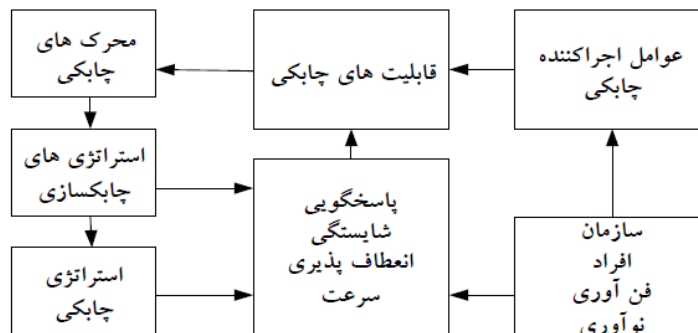 عوامل اجراکننده
چابکی
قابلیت های چابکی
محرک های
چابکی
استراتژی های
چابکسازی
پاسخگویی
شایستگی
انعطاف پذیری
سرعت
سازمان
افراد
فن آوری
نوآوری
استراتژی
چابکی